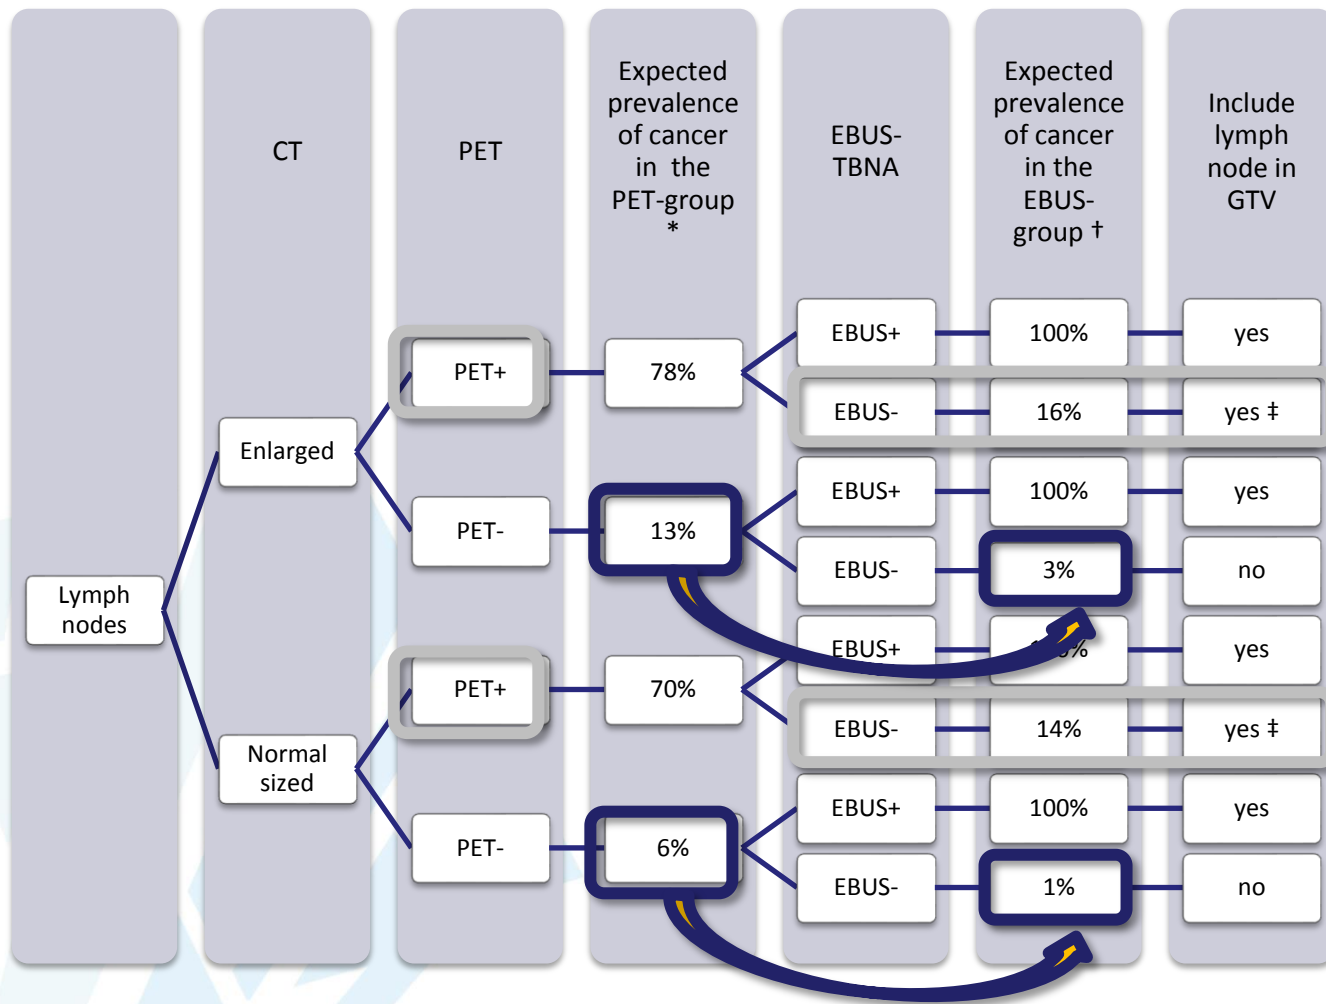 CT
PET
Expected
prevalence
of cancer
in the
PET-group
*
EBUS-
TBNA
Expected
prevalence
of cancer
in the
EBUS-
group †
Include
lymph
node in
GTV
Lymph
nodes
Enlarged
Normal
sized
PET+
PET-
PET+
PET-
78%
13%
70%
6%
EBUS+
100%
yes
EBUS-
16%
yes ‡
EBUS+
100%
yes
EBUS-
3%
no
EBUS+
yes
EBUS-
14%
yes ‡
EBUS+
100%
yes
EBUS-
1%
no